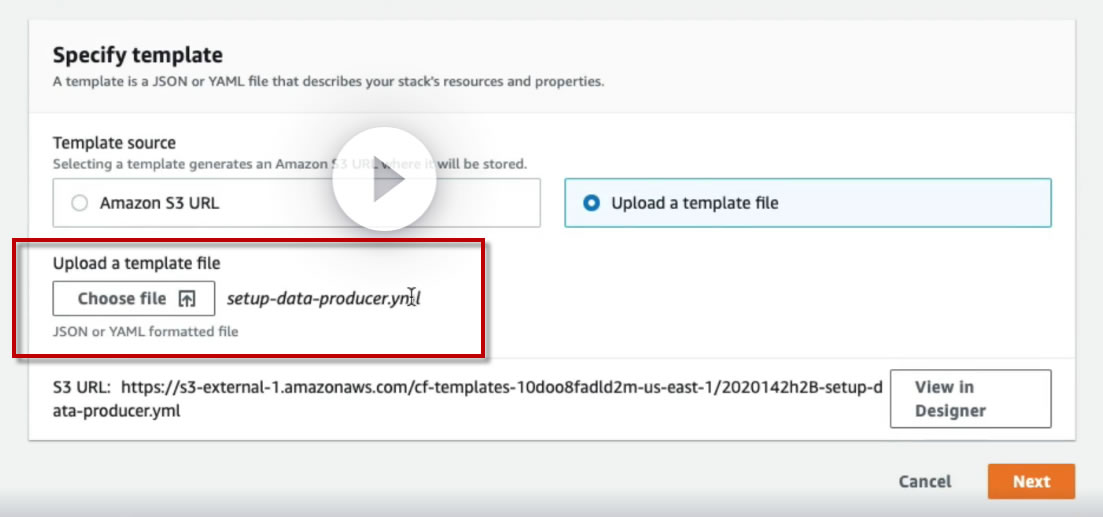 Specify template
A template is a JSON or YAML file that describes your stack's resources and properties.
Template source
Selecting a template generates an Amazon S3 URL where it will be stored.
Amazon S3 URL
Upload a template file
Upload a template file
Choose file
setup-data-producer.yml
JSON or YAML formatted file
S3 URL: https://s3-external-1.amazonaws.com/cf-templates-10doo8fadld2m-us-east-1/2020142h2B-setup-d
ata-producer.yml
View in
Designer
Cancel
Next